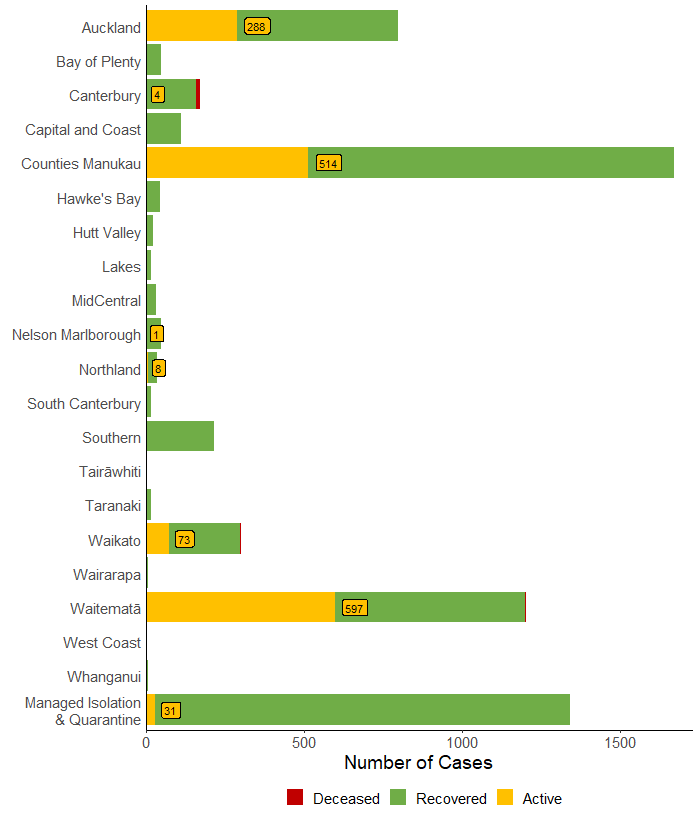 Auckland
288
Bay of Plenty
Canterbury
4
Capital and Coast
Counties Manukau
514
Hawke's Bay
Hutt Valley
Lakes
MidCentral
Nelson Marlborough
1
Northland
8
South Canterbury
Southern
Tairāwhiti
Taranaki
Waikato
73
Wairarapa
Waitematā
597
West Coast
Whanganui
Managed Isolation
& Quarantine
31
0 500 1000 1500
Number of Cases
Deceased Recovered Active